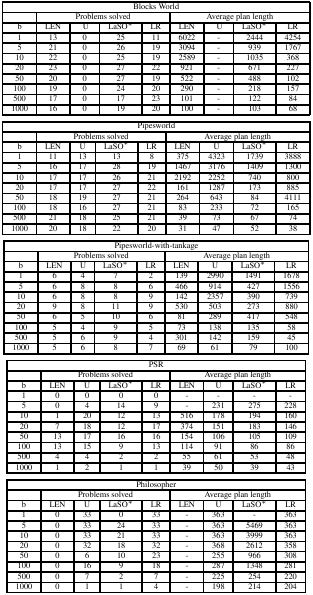 Blocks World
Problems solved Average plan length
b LEN U LaSO* LR LEN U LaSO* LR
1 13 0 25 11 6022 - 2444 4254
5 21 0 26 19 3094 - 939 1767
10 22 0 25 19 2589 - 1035 368
20 23 0 27 22 921 - 671 227
50 20 0 27 19 522 - 488 102
100 19 0 24 20 290 - 218 157
500 17 0 17 23 101 - 122 84
1000 16 0 19 20 100 - 103 68
Pipesworld
Problems solved Average plan length
b LEN U LaSO* LR LEN U LaSO* LR
1 11 13 13 8 375 4323 1739 3888
5 16 17 28 19 1467 3176 1409 1300
10 17 17 26 21 2192 2252 740 800
20 17 17 27 22 161 1287 173 885
50 18 19 27 21 264 643 84 4111
100 18 16 27 21 83 233 72 165
500 21 18 25 21 39 73 67 74
1000 20 18 22 20 31 47 52 38
Pipesworld-with-tankage
Problems solved Average plan length
b LEN U LaSO* LR LEN U LaSO* LR
1 6 4 7 2 139 2990 1491 1678
5 6 8 8 6 466 914 427 1556
10 6 8 8 9 142 2357 390 739
20 9 8 11 9 530 503 273 880
50 6 5 10 6 81 289 417 548
100 5 4 9 5 73 138 135 58
500 5 6 9 4 301 142 159 45
1000 5 6 8 7 69 61 79 100
PSR
Problems solved Average plan length
b LEN U LaSO* LR LEN U LaSO* LR
1 0 0 0 0 - - - -
5 0 4 14 9 - 231 275 228
10 1 20 12 13 516 178 194 160
20 7 18 12 17 374 151 183 146
50 13 17 16 16 154 106 105 109
100 13 15 9 13 114 91 86 86
500 4 4 2 2 55 61 53 48
1000 1 2 1 1 39 50 39 43
Philosopher
Problems solved Average plan length
b LEN U LaSO* LR LEN U LaSO* LR
1 0 33 0 33 - 363 - 363
5 0 33 24 33 - 363 5469 363
10 0 33 21 33 - 363 3999 363
20 0 32 18 32 - 368 2612 358
50 0 6 10 23 - 255 966 308
100 0 16 9 18 - 287 1348 281
500 0 7 2 7 - 225 254 220
1000 0 1 1 4 - 198 214 204